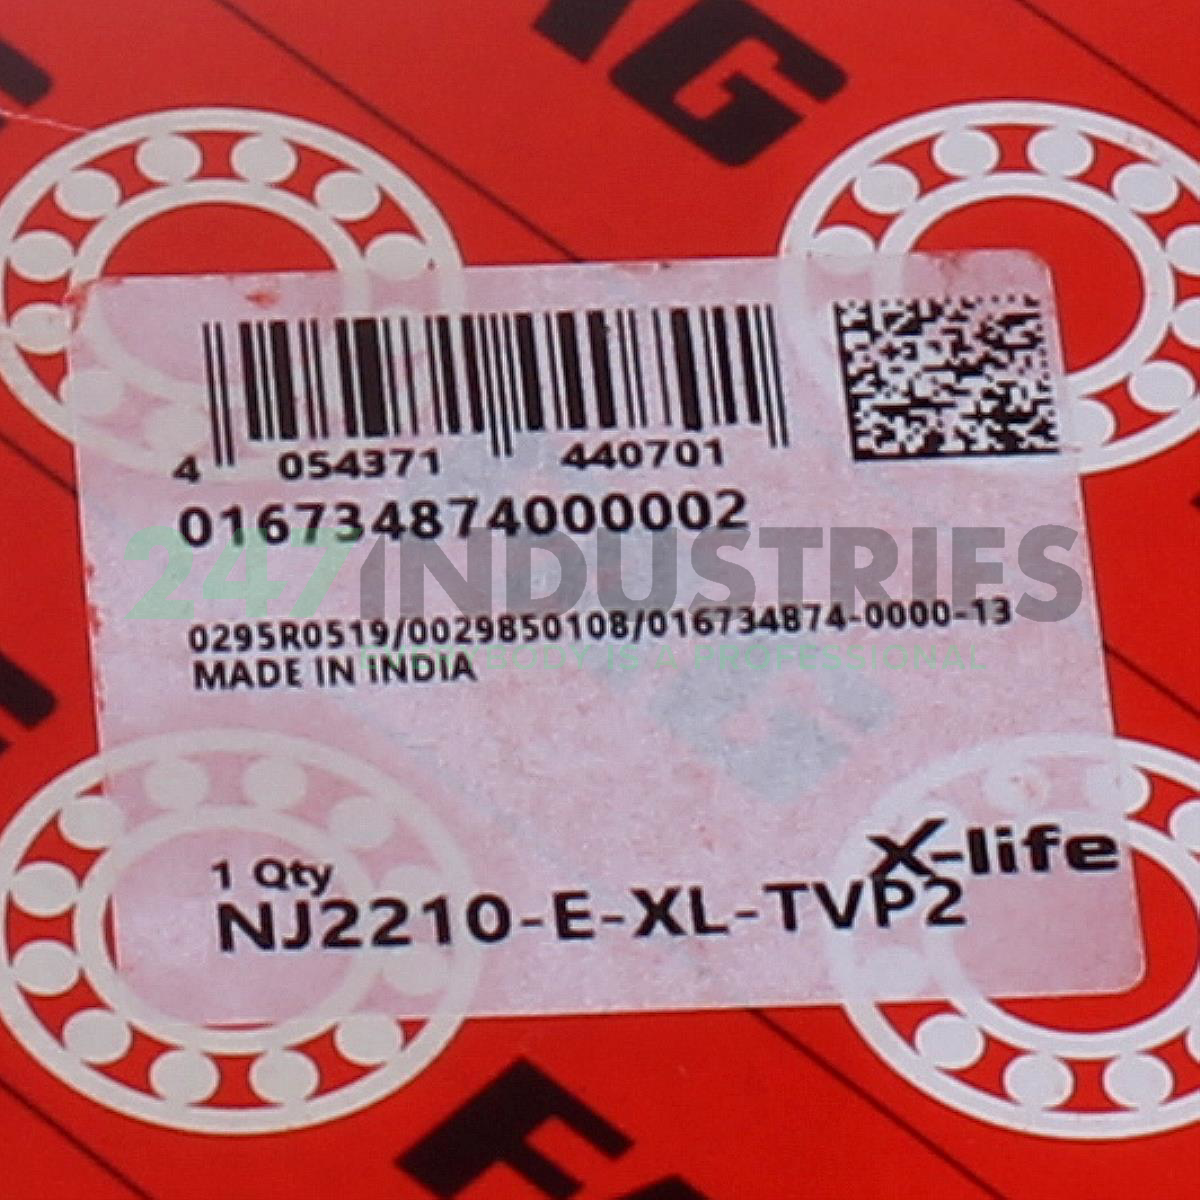 AG
4 054371 440701
016734874000002
247INDUSTRIES
0295R0519/0029850108/016734874-0000-13
EVERYBODY IS A PROFESSIONAL
MADE IN INDIA
X-life
1 Qty
NJ2210-E-XL-TVP2
F